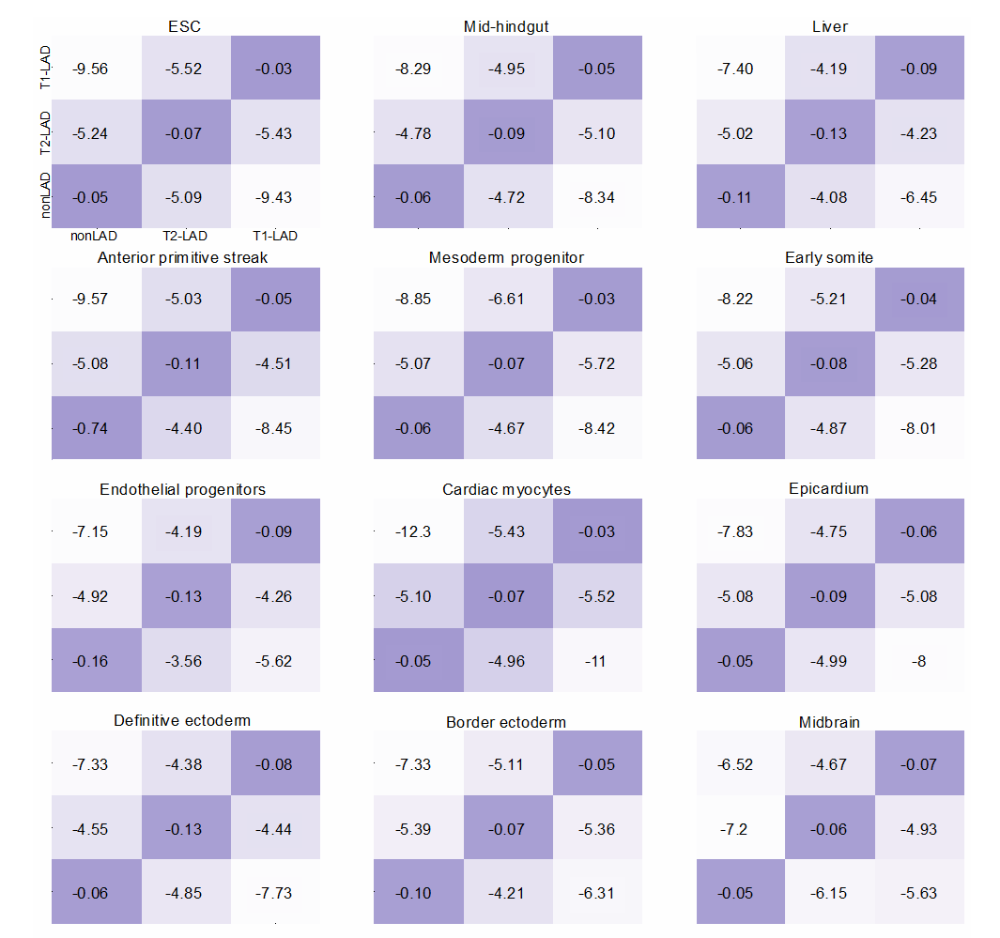 ESC Mid-hindgut Liver
T1-LAD -9.56 -5.52 -0.03 -8.29 -4.95 -0.05 -7.40 -4.19 -0.09
T2-LAD -5.24 -0.07 -5.43 -4.78 -0.09 -5.10 -5.02 -0.13 -4.23
nonLAD -0.05 -5.09 -9.43 -0.06 -4.72 -8.34 -0.11 -4.08 -6.45
nonLAD T2-LAD T1-LAD
Anterior primitive streak Mesoderm progenitor Early somite
-9.57 -5.03 -0.05 -8.85 -6.61 -0.03 -8.22 -5.21 -0.04
-5.08 -0.11 -4.51 -5.07 -0.07 -5.72 -5.06 -0.08 -5.28
-0.74 -4.40 -8.45 -0.06 -4.67 -8.42 -0.06 -4.87 -8.01
Endothelial progenitors Cardiac myocytes Epicardium
-7.15 -4.19 -0.09 -12.3 -5.43 -0.03 -7.83 -4.75 -0.06
-4.92 -0.13 -4.26 -5.10 -0.07 -5.52 -5.08 -0.09 -5.08
-0.16 -3.56 -5.62 -0.05 -4.96 -11 -0.05 -4.99 -8
Definitive ectoderm Border ectoderm Midbrain
-7.33 -4.38 -0.08 -7.33 -5.11 -0.05 -6.52 -4.67 -0.07
-4.55 -0.13 -4.44 -5.39 -0.07 -5.36 -7.2 -0.06 -4.93
-0.06 -4.85 -7.73 -0.10 -4.21 -6.31 -0.05 -6.15 -5.63